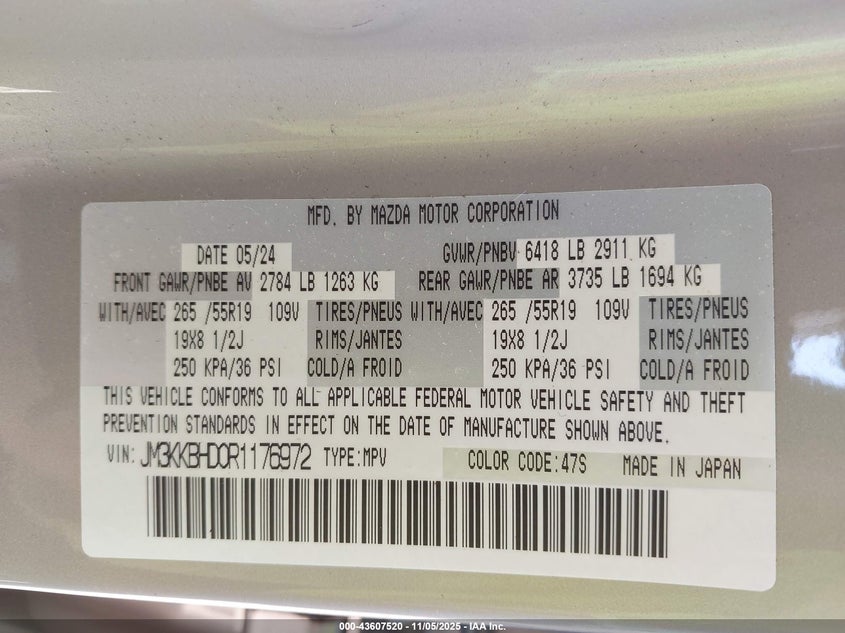 MFD. BY MAZDA MOTOR CORPORATION
DATE 05/24 GVWR/PNBV 6418 LB 2911 KG
FRONT GAWR/PNBE AV 2784 LB 1263 KG REAR GAWR/PNBE AR 3735 LB 1694 KG
WITH/AVEC 265 /55R19 109V TIRES/PNEUS WITH/AVEC 265 /55R19 109V TIRES/PNEUS
19X8 1/2J RIMS/JANTES 19X8 1/2J RIMS/JANTES
250 KPA/36 PSI COLD/A FROID 250 KPA/36 PSI COLD/A FROID
THIS VEHICLE CONFORMS TO ALL APPLICABLE FEDERAL MOTOR VEHICLE SAFETY AND THEFT
PREVENTION STANDARDS IN EFFECT ON THE DATE OF MANUFACTURE SHOWN ABOVE.
VIN: JM3KKBHD0R1176972 TYPE:MPV COLOR CODE:47S MADE IN JAPAN
000-43607520 - 11/05/2025 - IAA Inc.